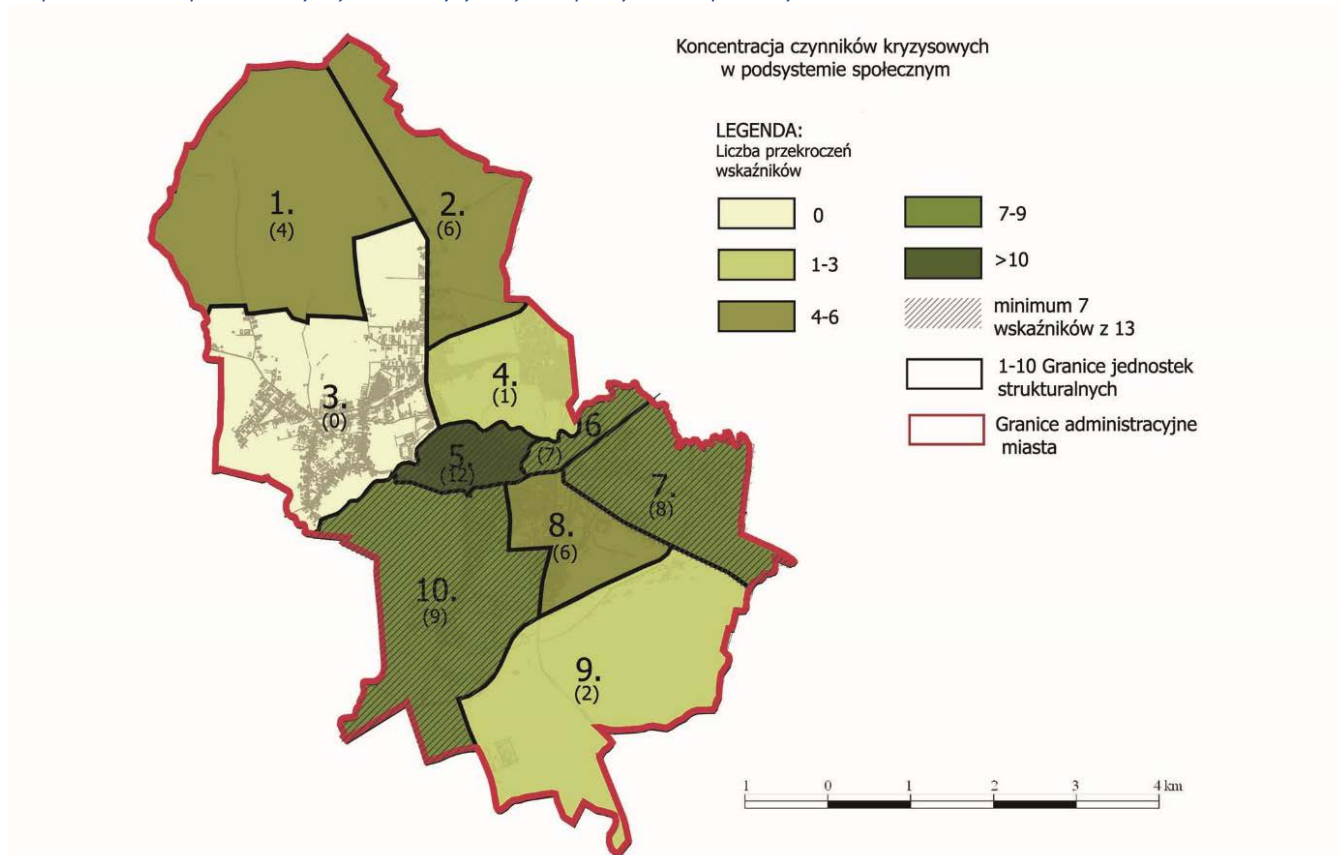 Koncentracja czynników kryzysowych
w podsystemie społecznym
LEGENDA:
Liczba przekroczeń
wskaźników
0
1-3
4-6
7-9
>10
minimum 7
wskaźników z 13
1-10 Granice jednostek
strukturalnych
Granice administracyjne
miasta
1.
(4)
2.
(6)
3.
(0)
4.
(1)
5.
(12)
6
(7)
7.
(8)
8.
(6)
9.
(2)
10.
(9)
1 0 1 2 3 4 km